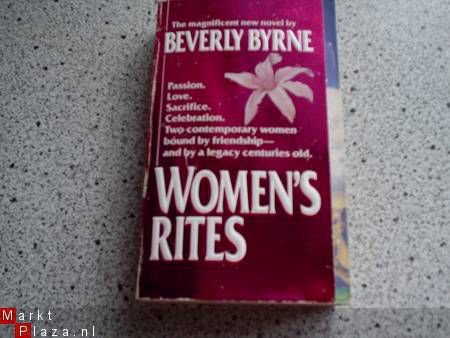 The magnificent new novel by
BEVERLY BYRNE
Passion.
Love.
Sacrifice.
Celebration.
Two contemporary women
bound by friendship—
and by a legacy centuries old.
WOMEN'S
RITES
Markt
Plaza.nl